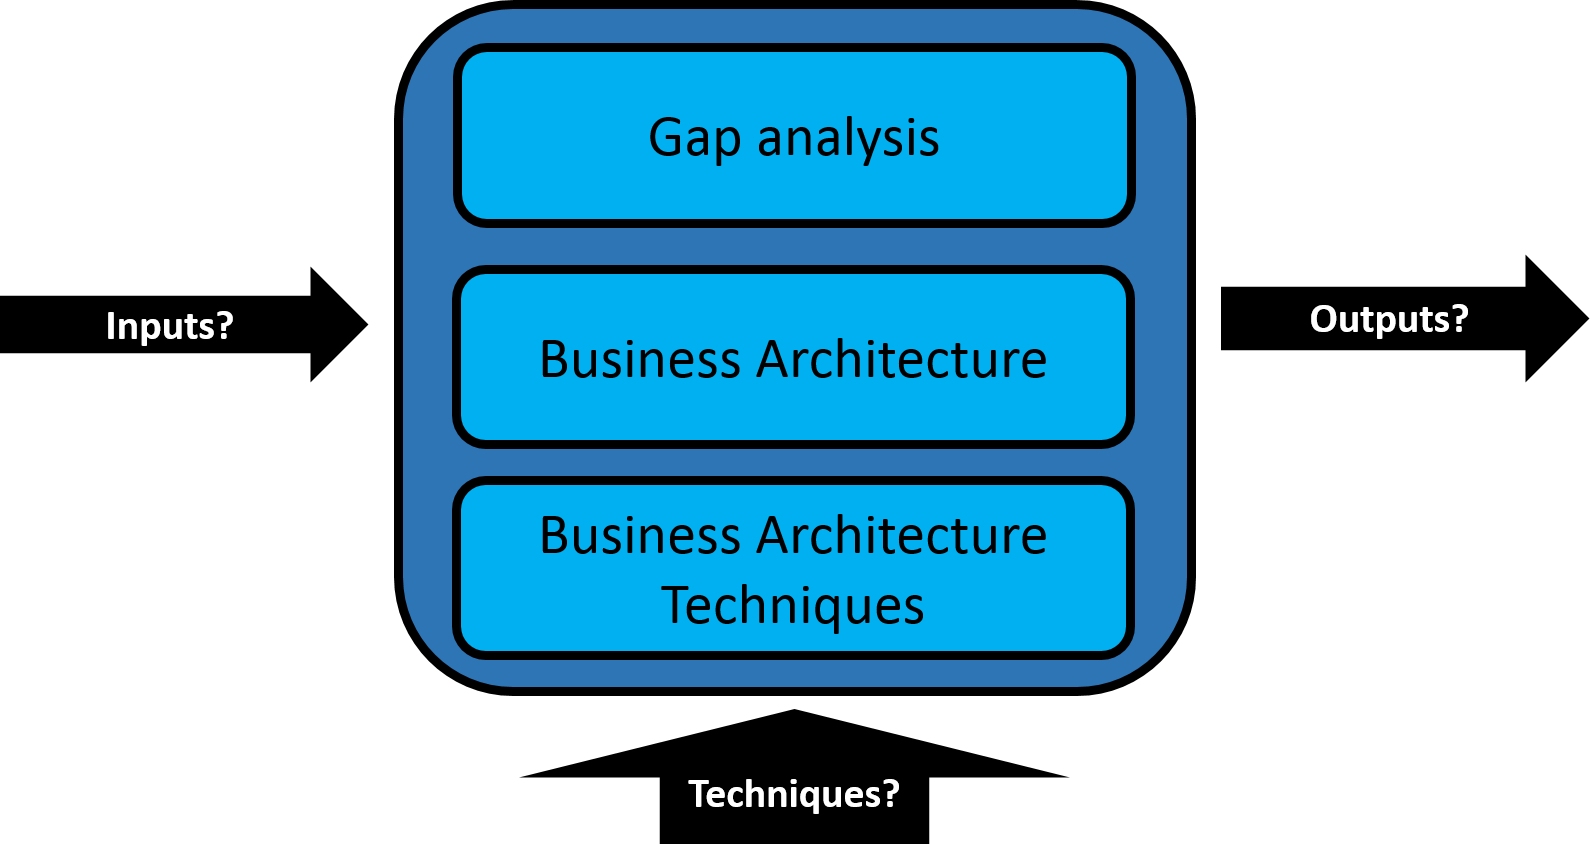 Gap analysis
Inputs?
Outputs?
Business Architecture
Business Architecture
Techniques
Techniques?